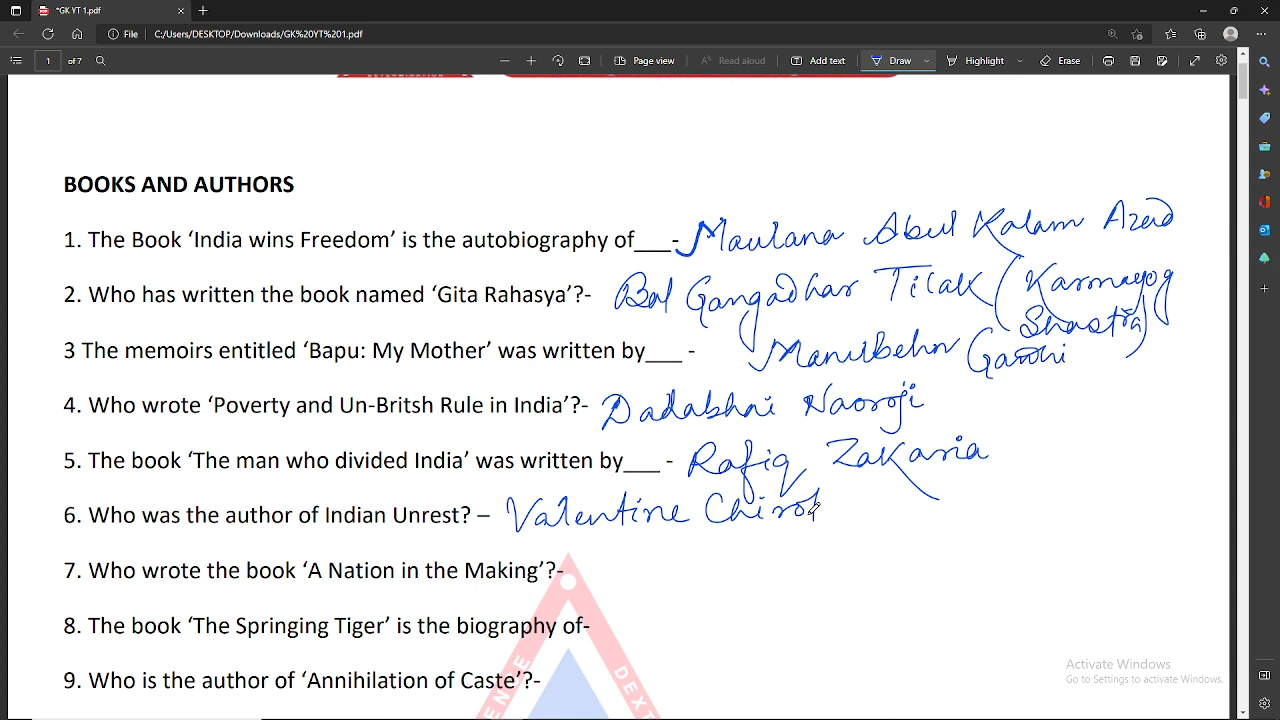 *GK YT 1.pdf
File C:/Users/DESKTOP/Downloads/GK%20YT%201.pdf
1 of 7 Page view Read aloud Add text Draw Highlight Erase
BOOKS AND AUTHORS
1. The Book ‘India wins Freedom’ is the autobiography of___- Maulana Abul Kalam Azad
2. Who has written the book named ‘Gita Rahasya’?- Bal Gangadhar Tilak (Karmayog
Shastra)
3 The memoirs entitled ‘Bapu: My Mother’ was written by___ - Manubehn Gandhi
4. Who wrote ‘Poverty and Un-Britsh Rule in India’?- Dadabhai Naoroji
5. The book ‘The man who divided India’ was written by___ - Rafiq Zakaria
6. Who was the author of Indian Unrest? – Valentine Chirol
7. Who wrote the book ‘A Nation in the Making’?-
8. The book ‘The Springing Tiger’ is the biography of-
9. Who is the author of ‘Annihilation of Caste’?-
ENCE DEXT
Activate Windows
Go to Settings to activate Windows.